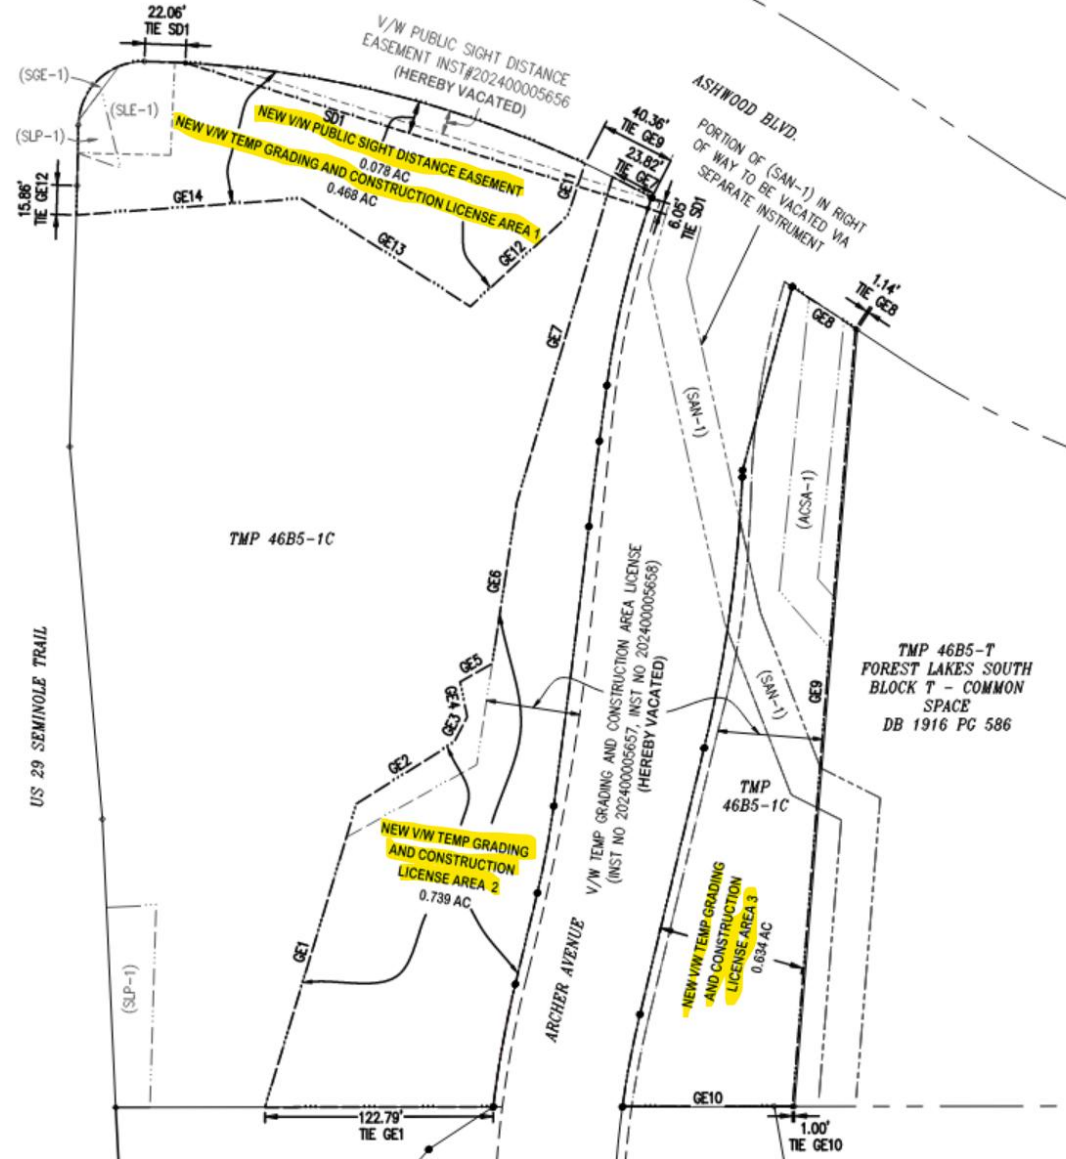 22.06'
TIE SD1
V/W PUBLIC SIGHT DISTANCE
EASEMENT INST#202400005656
(HEREBY VACATED)
(SGE-1)
(SLE-1)
(SLP-1)
15.86'
TIE GE12
SD1
NEW V/W PUBLIC SIGHT DISTANCE EASEMENT
0.078 AC
NEW V/W TEMP GRADING AND CONSTRUCTION LICENSE AREA 1
0.468 AC
GE14
GE13
GE12
GE11
40.36'
TIE GE9
23.82'
TIE GE7
6.05'
TIE SD1
ASHWOOD BLVD.
PORTION OF (SAN-1) IN RIGHT
OF WAY TO BE VACATED VIA
SEPARATE INSTRUMENT
1.14'
TIE GE8
GE8
GE7
(SAN-1)
(ACSA-1)
TMP 46B5-1C
GE6
GE5
GE4
GE3
GE2
US 29 SEMINOLE TRAIL
V/W TEMP GRADING AND CONSTRUCTION AREA LICENSE
(INST NO 202400005657, INST NO 202400005658)
(HEREBY VACATED)
(SAN-1)
GE9
TMP 46B5-T
FOREST LAKES SOUTH
BLOCK T - COMMON
SPACE
DB 1916 PG 586
TMP
46B5-1C
NEW V/W TEMP GRADING
AND CONSTRUCTION
LICENSE AREA 2
0.739 AC
NEW V/W TEMP GRADING
AND CONSTRUCTION
LICENSE AREA 3
0.634 AC
GE1
(SLP-1)
ARCHER AVENUE
GE10
122.79'
TIE GE1
1.00'
TIE GE10